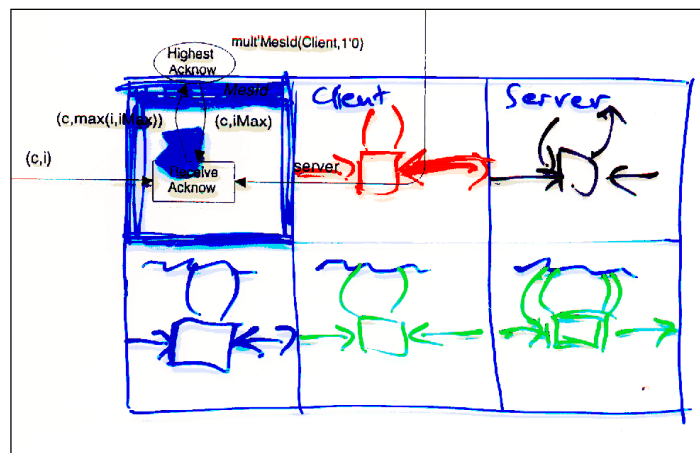 mult'MesId(Client,1'0)
Highest
Acknow
MesId
Client
Server
(c,max(i,iMax))
(c,iMax)
(c,i)
server
Receive
Acknow